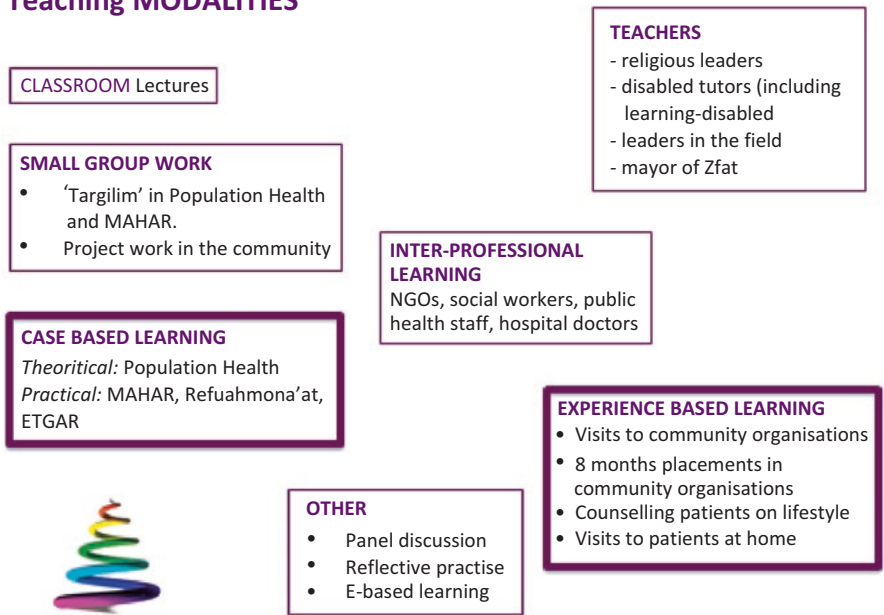 Teaching MODALITIES
CLASSROOM Lectures
SMALL GROUP WORK
• ‘Targilim’ in Population Health
and MAHAR.
• Project work in the community
CASE BASED LEARNING
Theoritical: Population Health
Practical: MAHAR, Refuahmona’at,
ETGAR
TEACHERS
- religious leaders
- disabled tutors (including
learning-disabled
- leaders in the field
- mayor of Zfat
INTER-PROFESSIONAL
LEARNING
NGOs, social workers, public
health staff, hospital doctors
EXPERIENCE BASED LEARNING
• Visits to community organisations
• 8 months placements in
community organisations
• Counselling patients on lifestyle
• Visits to patients at home
OTHER
• Panel discussion
• Reflective practise
• E-based learning